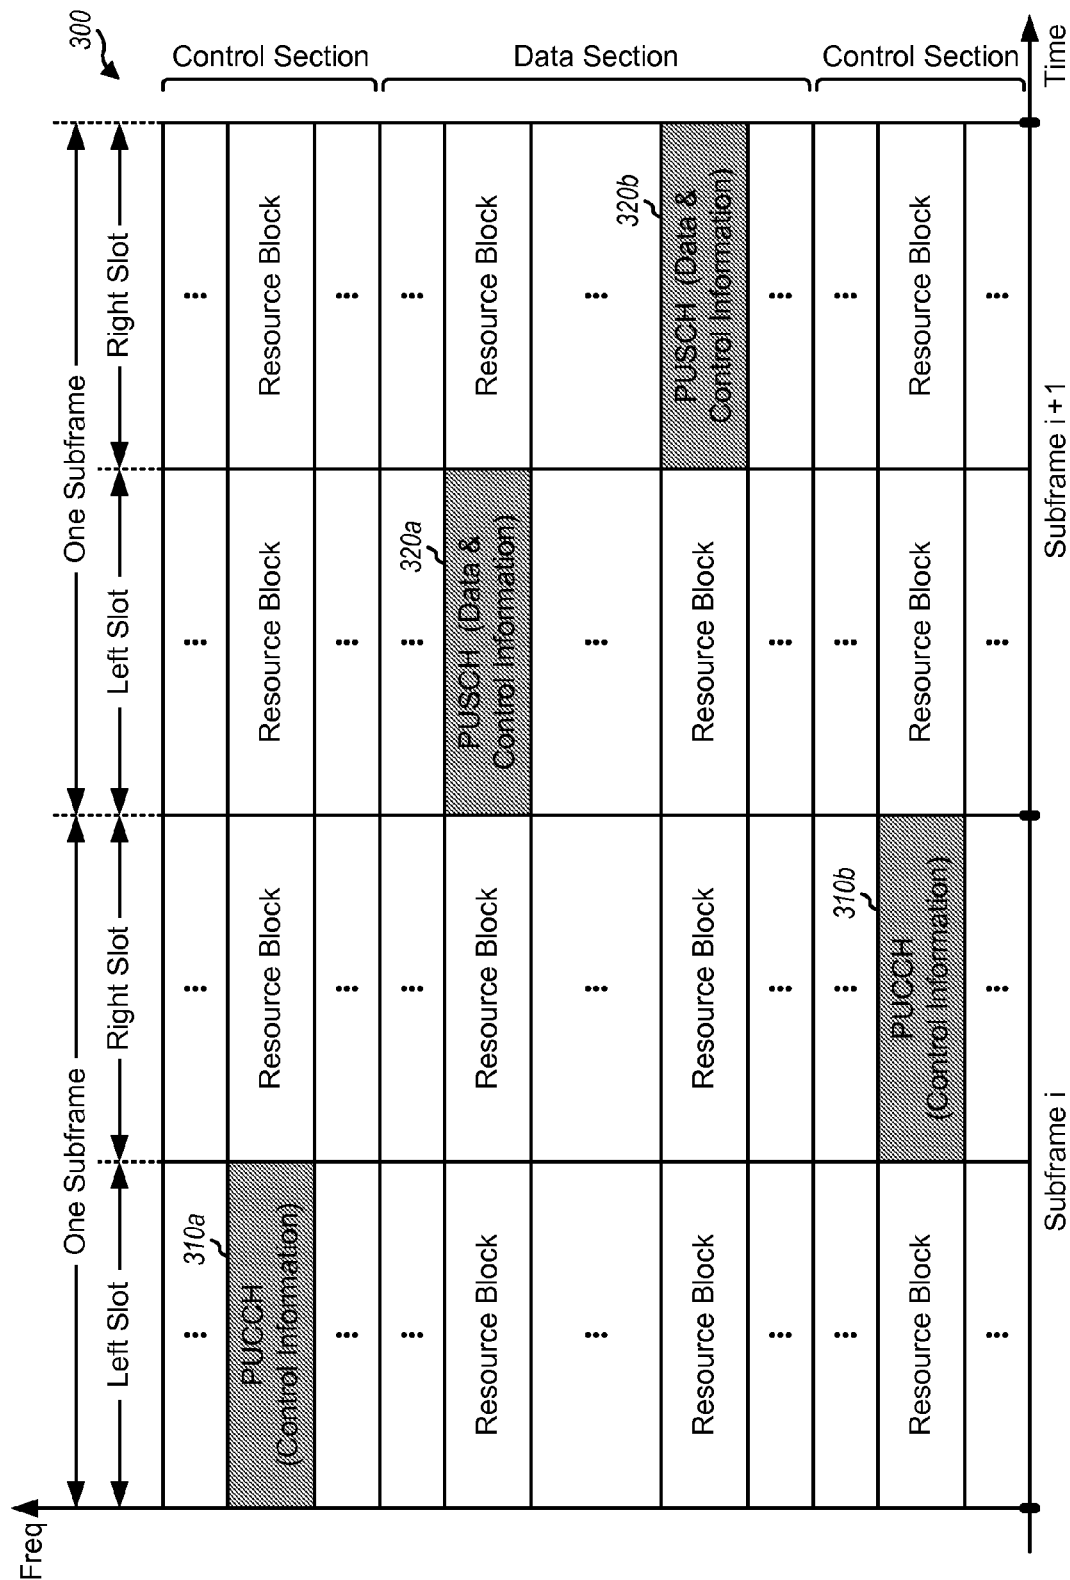 300
Freq
One Subframe One Subframe
Left Slot Right Slot Left Slot Right Slot
... ... ... ...
310a
PUCCH
(Control Information)
Resource Block Resource Block Resource Block
... ... ... ...
Control Section
... ... ... ...
320a
Resource Block Resource Block
PUSCH (Data &
Control Information)
Resource Block
... ... ... ...
Data Section
320b
Resource Block Resource Block Resource Block
PUSCH (Data &
Control Information)
... ... ... ...
... ... ... ...
310b
Resource Block
PUCCH
(Control Information)
Resource Block Resource Block
... ... ... ...
Control Section
Subframe i Subframe i + 1 Time